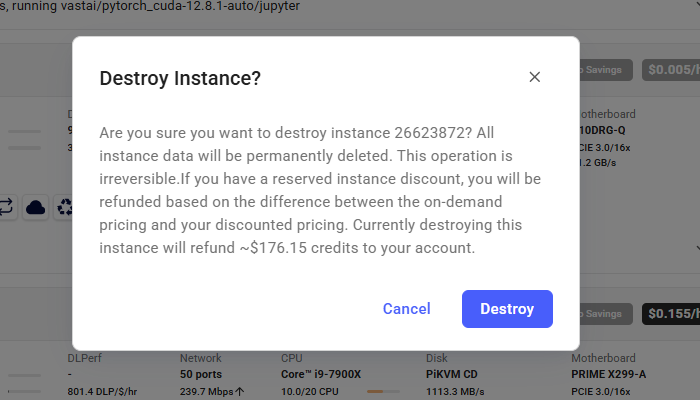 s, running vastai/pytorch_cuda-12.8.1-auto/jupyter
Savings $0.005/h
Destroy Instance?
Are you sure you want to destroy instance 26623872? All
instance data will be permanently deleted. This operation is
irreversible.If you have a reserved instance discount, you will be
refunded based on the difference between the on-demand
pricing and your discounted pricing. Currently destroying this
instance will refund ~$176.15 credits to your account.
Cancel Destroy
otherboard
10DRG-Q
PCIE 3.0/16x
.2 GB/s
Savings $0.155/h
DLPerf Network CPU Disk Motherboard
- 50 ports Core™ i9-7900X PiKVM CD PRIME X299-A
801.4 DLP/$/hr 239.7 Mbps↑ 10.0/20 CPU 1113.3 MB/s PCIE 3.0/16x